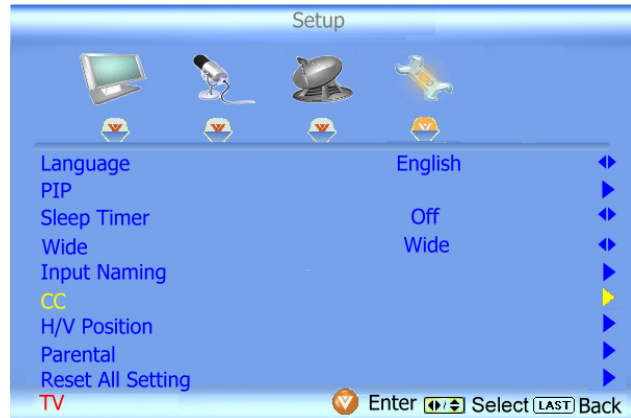 Setup
Language English
PIP
Sleep Timer Off
Wide Wide
Input Naming
CC
H/V Position
Parental
Reset All Setting
TV Enter Select LAST Back